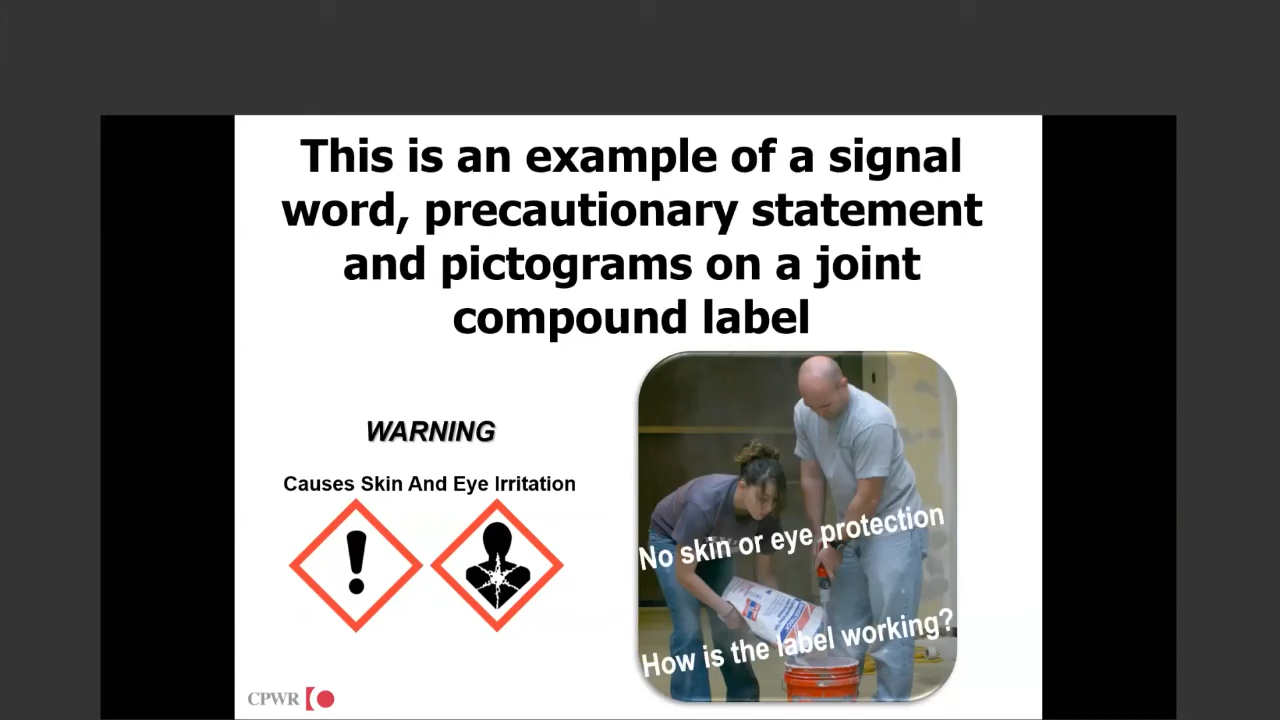 This is an example of a signal
word, precautionary statement
and pictograms on a joint
compound label
WARNING
Causes Skin And Eye Irritation
No skin or eye protection
How is the label working?
CPWR